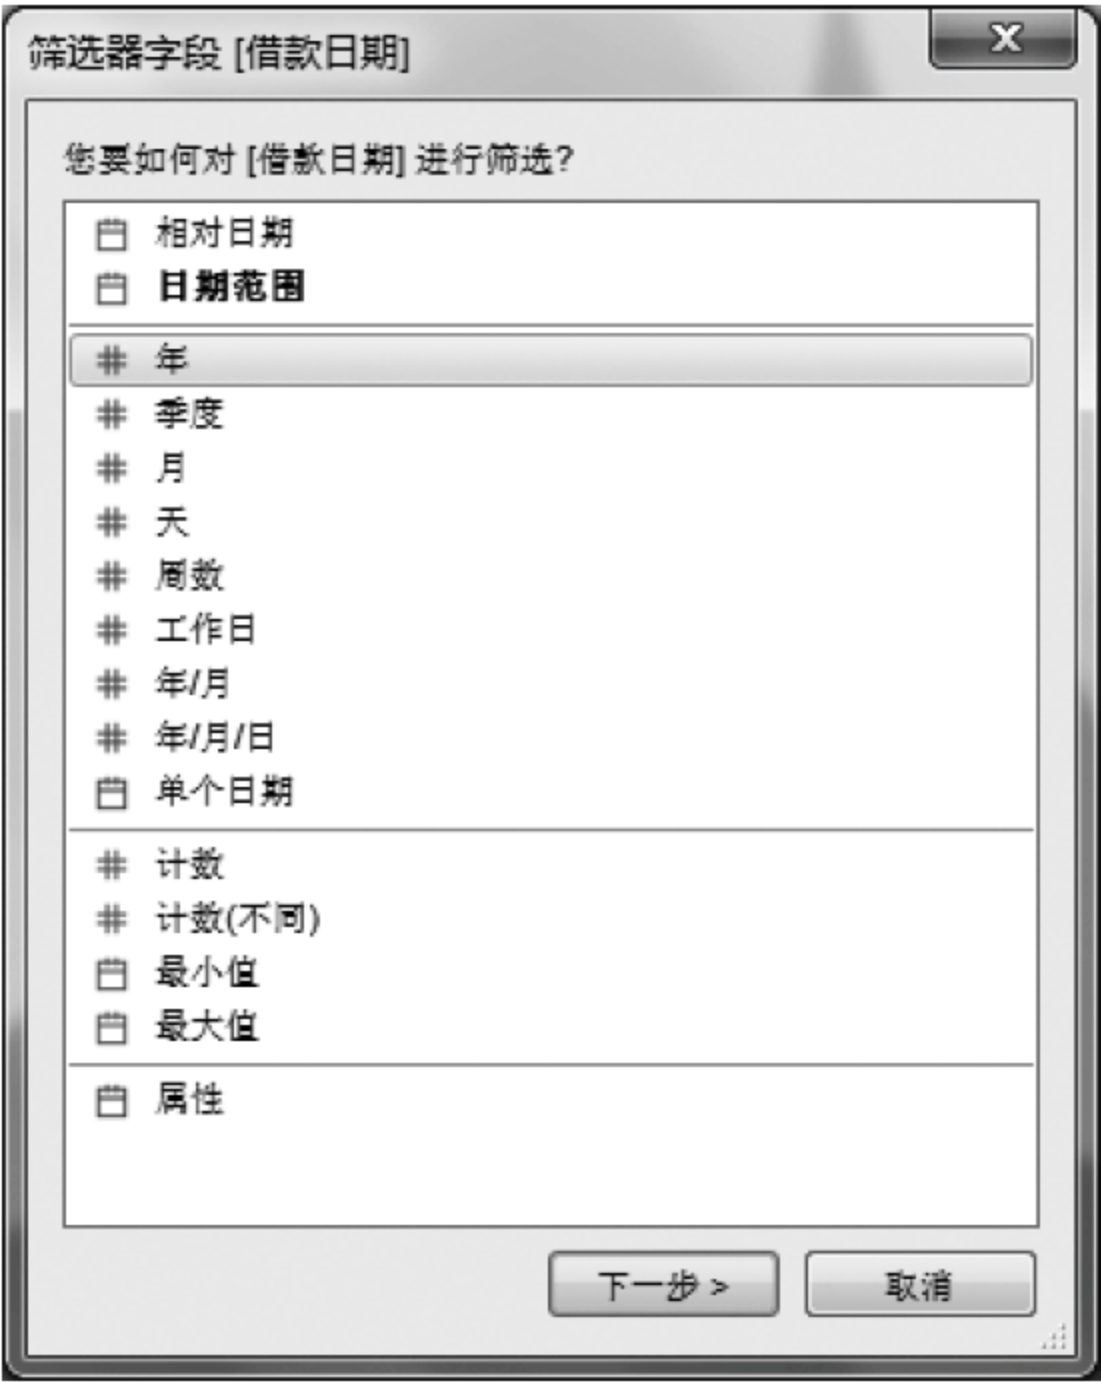 筛选器字段 [借款日期]
您要如何对 [借款日期] 进行筛选?
相对日期
日期范围
# 年
# 季度
# 月
# 天
# 周数
# 工作日
# 年/月
# 年/月/日
单个日期
# 计数
# 计数(不同)
最小值
最大值
属性
下一步 >
取消